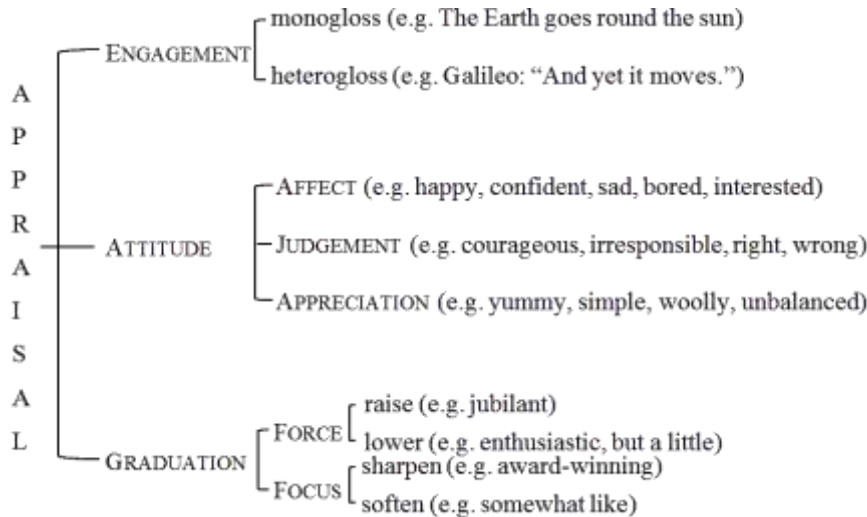 APPRAISAL
ENGAGEMENT
monogloss (e.g. The Earth goes round the sun)
heterogloss (e.g. Galileo: “And yet it moves.”)
ATTITUDE
AFFECT (e.g. happy, confident, sad, bored, interested)
JUDGEMENT (e.g. courageous, irresponsible, right, wrong)
APPRECIATION (e.g. yummy, simple, woolly, unbalanced)
GRADUATION
FORCE
raise (e.g. jubilant)
lower (e.g. enthusiastic, but a little)
FOCUS
sharpen (e.g. award-winning)
soften (e.g. somewhat like)